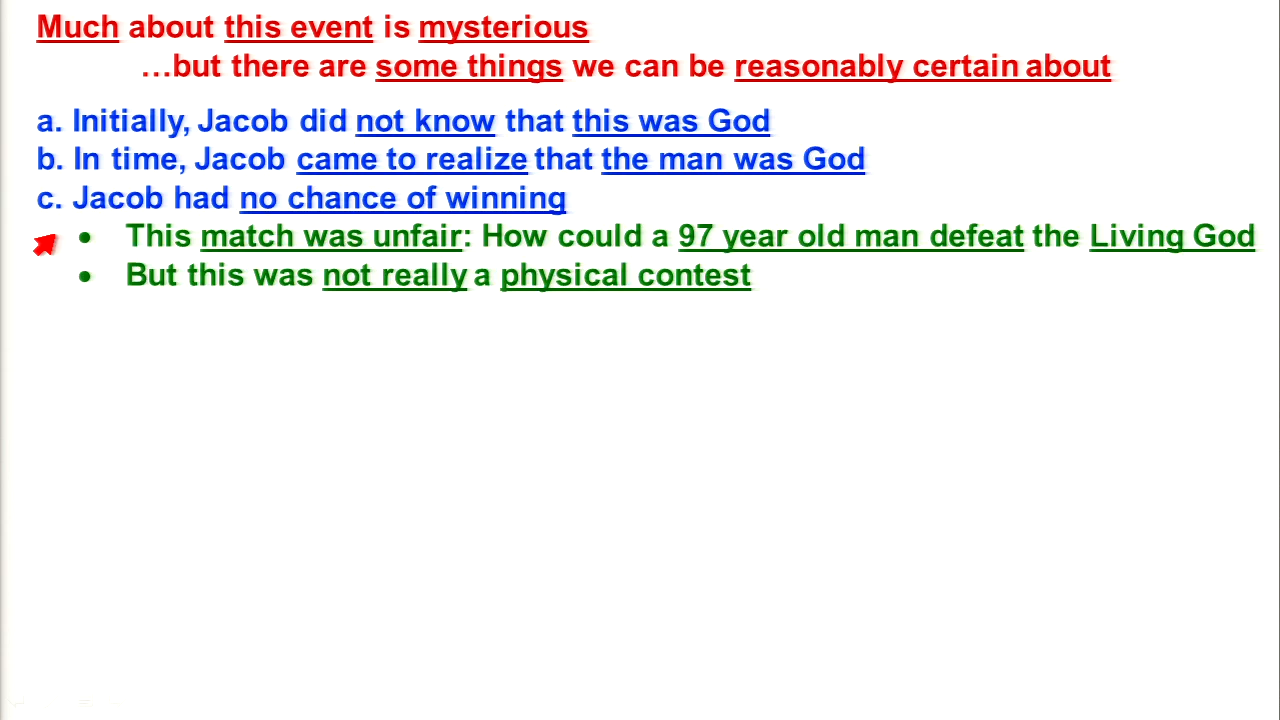 Much about this event is mysterious
…but there are some things we can be reasonably certain about
a. Initially, Jacob did not know that this was God
b. In time, Jacob came to realize that the man was God
c. Jacob had no chance of winning
• This match was unfair: How could a 97 year old man defeat the Living God
• But this was not really a physical contest